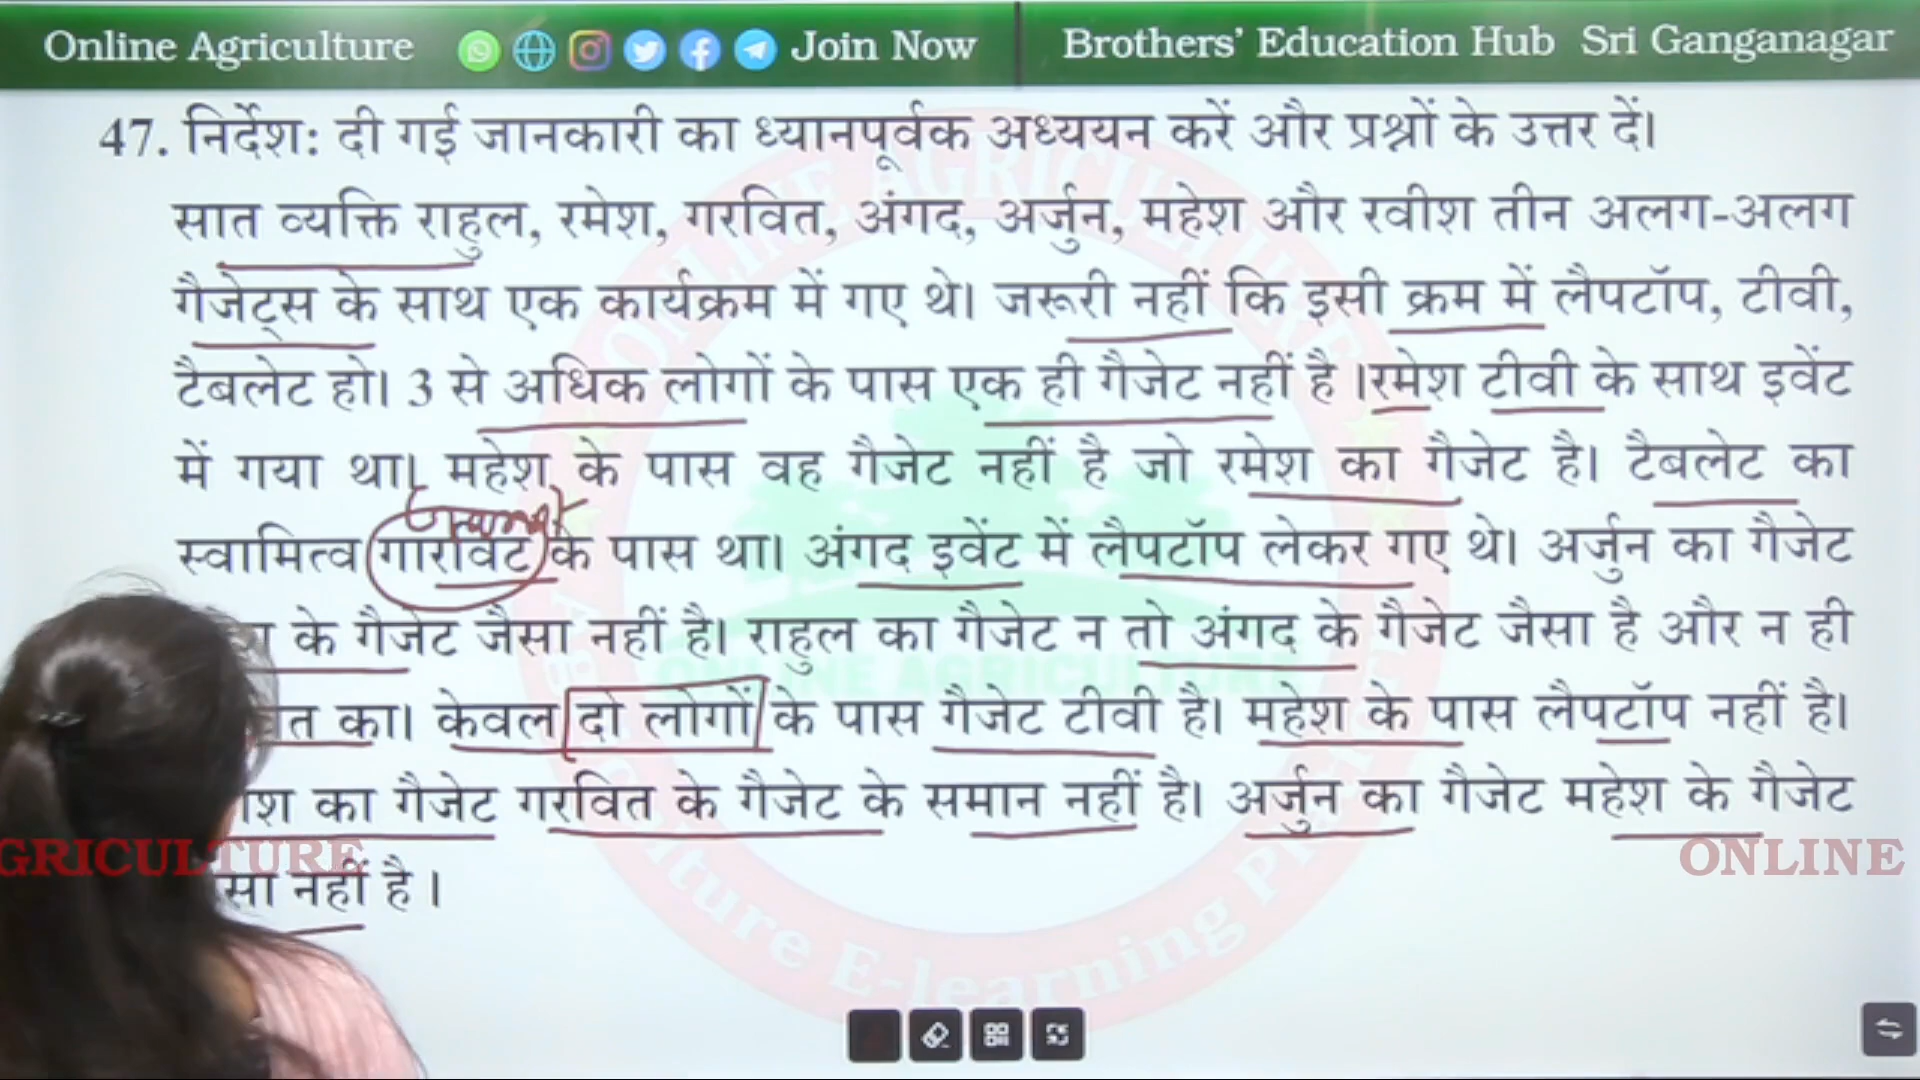 Online Agriculture Join Now Brothers' Education Hub Sri Ganganagar
47. निर्देश: दी गई जानकारी का ध्यानपूर्वक अध्ययन करें और प्रश्नों के उत्तर दें।
सात व्यक्ति राहुल, रमेश, गरवित, अंगद, अर्जुन, महेश और रवीश तीन अलग-अलग
गैजेट्स के साथ एक कार्यक्रम में गए थे। जरूरी नहीं कि इसी क्रम में लैपटॉप, टीवी,
टैबलेट हो। 3 से अधिक लोगों के पास एक ही गैजेट नहीं है ।रमेश टीवी के साथ इवेंट
में गया था। महेश के पास वह गैजेट नहीं है जो रमेश का गैजेट है। टैबलेट का
स्वामित्व गारविट के पास था। अंगद इवेंट में लैपटॉप लेकर गए थे। अर्जुन का गैजेट
के गैजेट जैसा नहीं है। राहुल का गैजेट न तो अंगद के गैजेट जैसा है और न ही
का। केवल दो लोगों के पास गैजेट टीवी है। महेश के पास लैपटॉप नहीं है।
का गैजेट गरवित के गैजेट के समान नहीं है। अर्जुन का गैजेट महेश के गैजेट
नहीं है ।
ONLINE AGRICULTURE
ONLINE